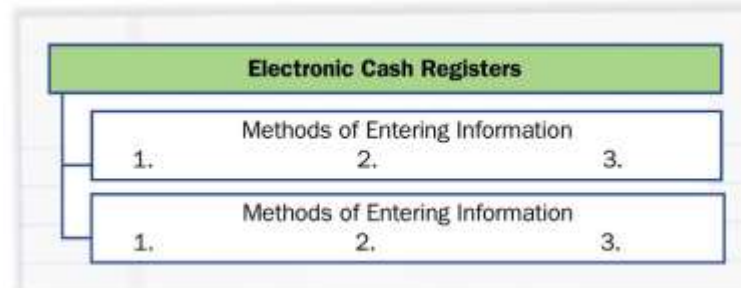 Electronic Cash Registers
Methods of Entering Information
1. 2. 3.
Methods of Entering Information
1. 2. 3.